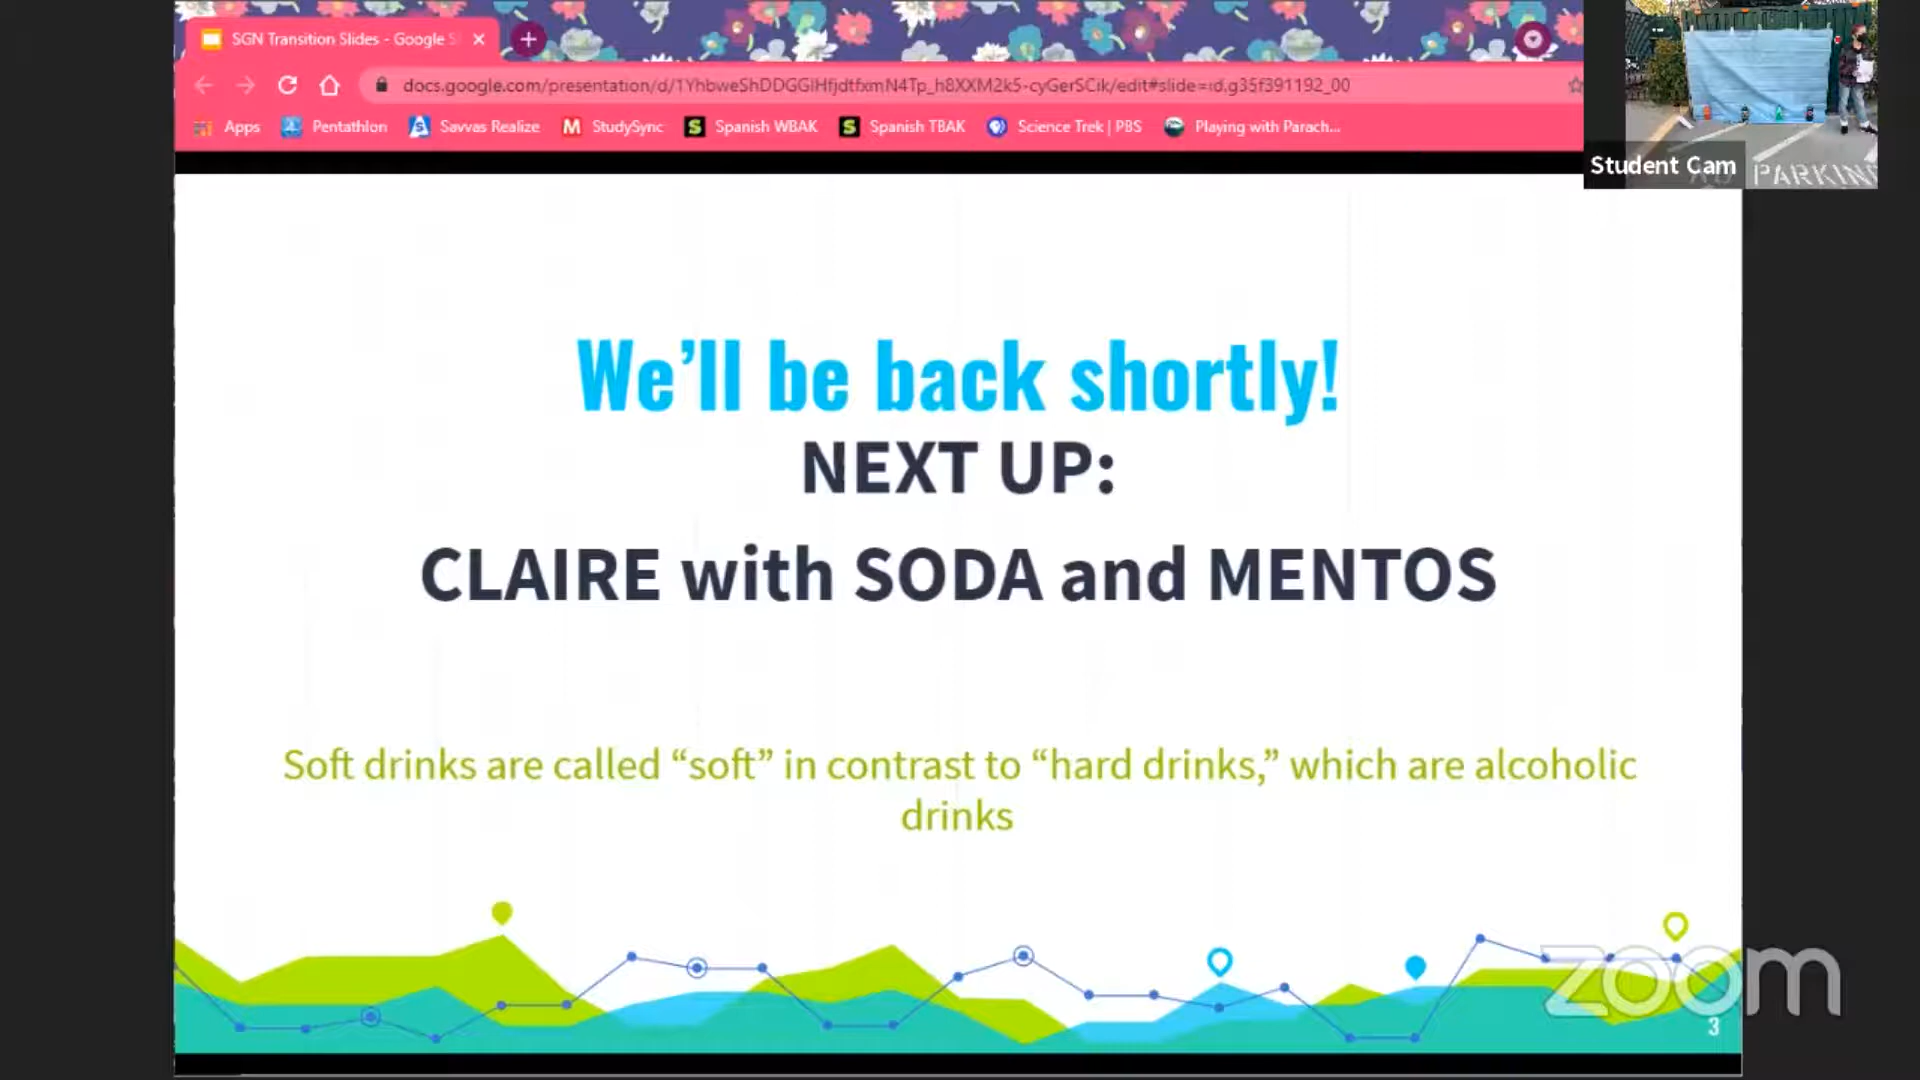 SGN Transition Slides - Google S
docs.google.com/presentation/d/1YhbweShDDGGlHfjdtfxmN4Tp_h8XXM2k5-cyGerSCik/edit#slide=id.g35f391192_00
Apps Pentathlon Savvas Realize StudySync Spanish WBAK Spanish TBAK Science Trek | PBS Playing with Parach...
Student Cam
PARKING
We’ll be back shortly!
NEXT UP:
CLAIRE with SODA and MENTOS
Soft drinks are called “soft” in contrast to “hard drinks,” which are alcoholic
drinks
zoom
3